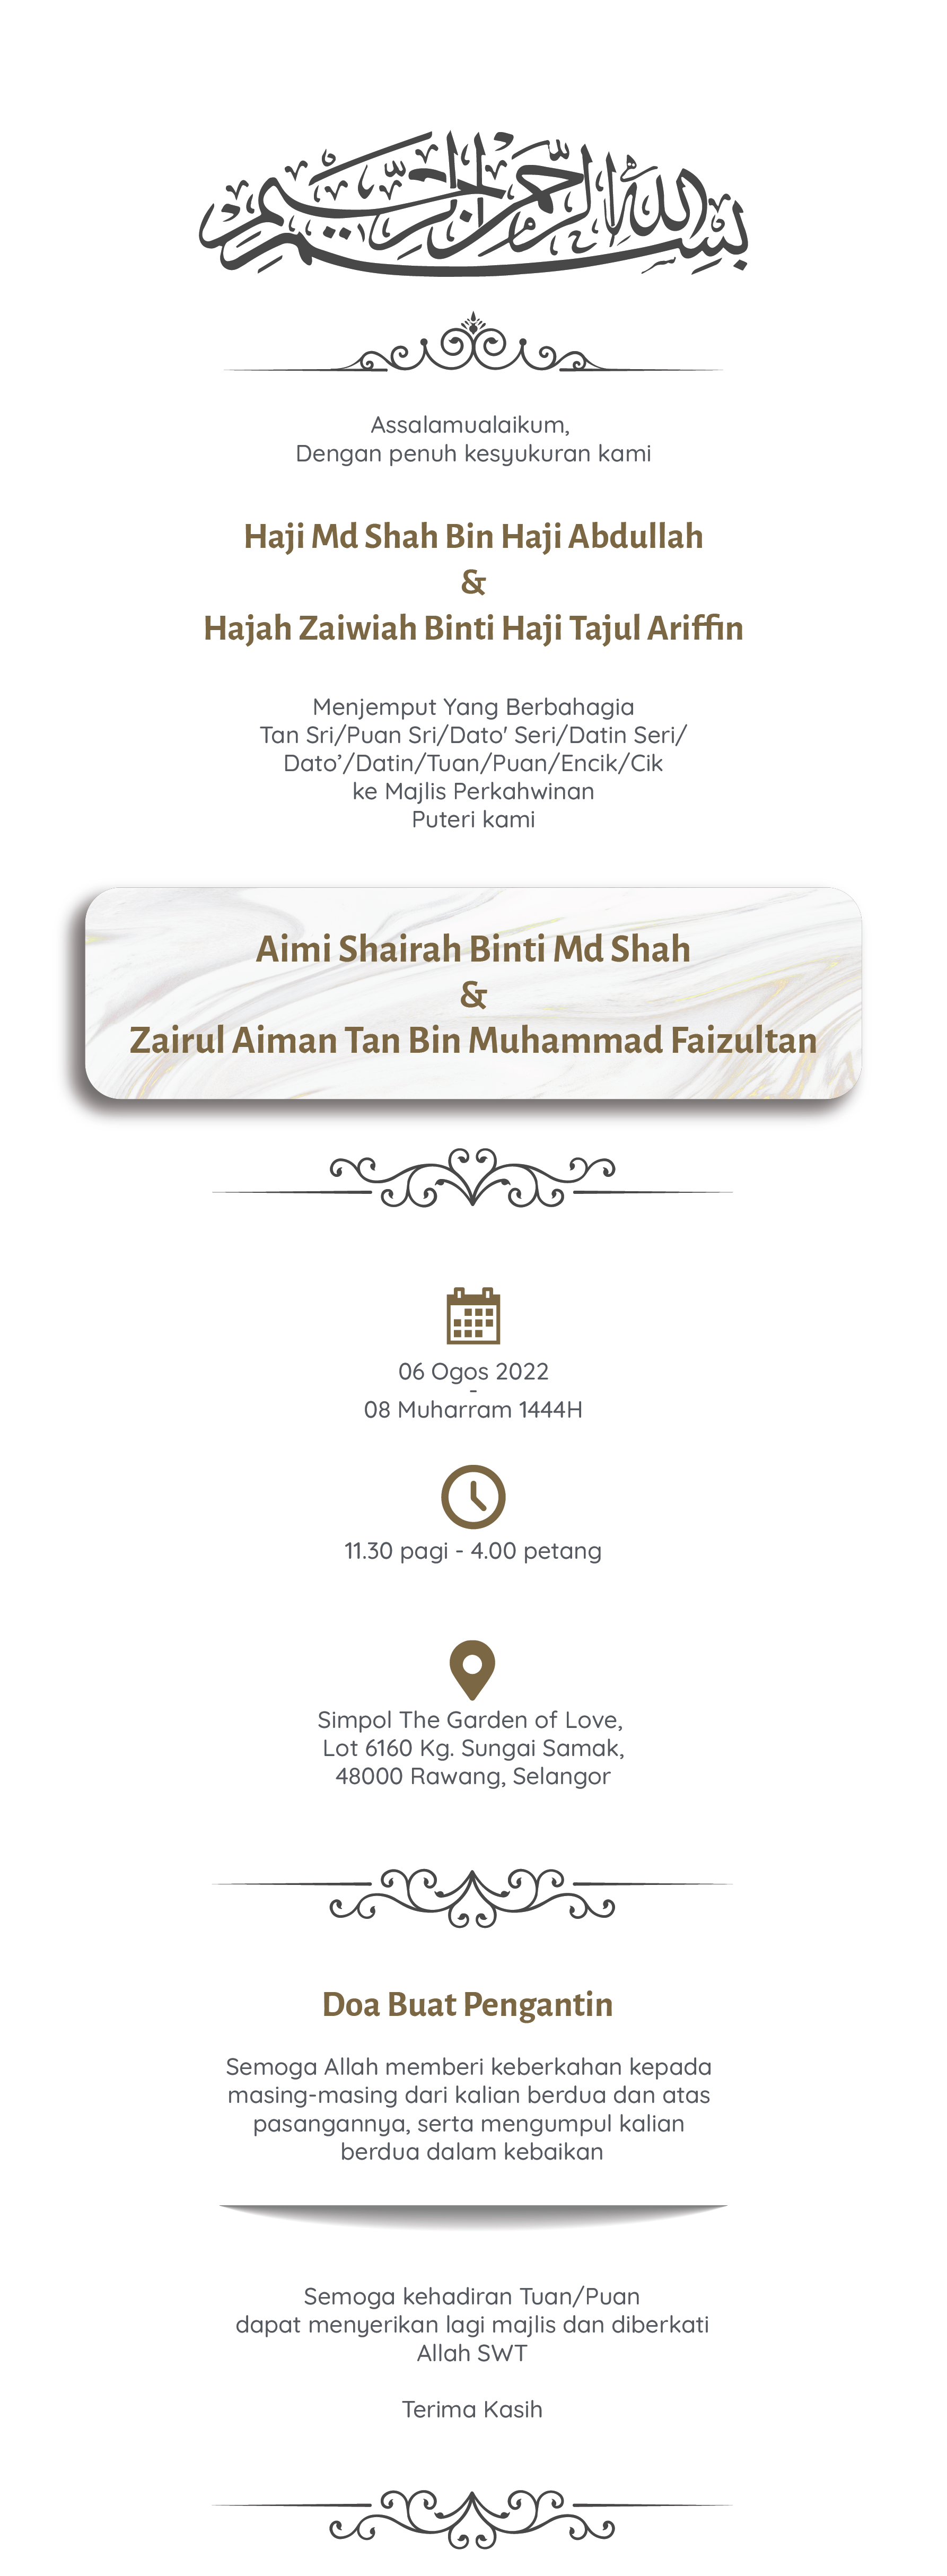 بسم الله الرحمن الرحيم
Assalamualaikum,
Dengan penuh kesyukuran kami
Haji Md Shah Bin Haji Abdullah
&
Hajah Zaiwiah Binti Haji Tajul Ariffin
Menjemput Yang Berbahagia
Tan Sri/Puan Sri/Dato' Seri/Datin Seri/
Dato’/Datin/Tuan/Puan/Encik/Cik
ke Majlis Perkahwinan
Puteri kami
Aimi Shairah Binti Md Shah
&
Zairul Aiman Tan Bin Muhammad Faizultan
06 Ogos 2022
-
08 Muharram 1444H
11.30 pagi - 4.00 petang
Simpol The Garden of Love,
Lot 6160 Kg. Sungai Samak,
48000 Rawang, Selangor
Doa Buat Pengantin
Semoga Allah memberi keberkahan kepada
masing-masing dari kalian berdua dan atas
pasangannya, serta mengumpul kalian
berdua dalam kebaikan
Semoga kehadiran Tuan/Puan
dapat menyerikan lagi majlis dan diberkati
Allah SWT
Terima Kasih